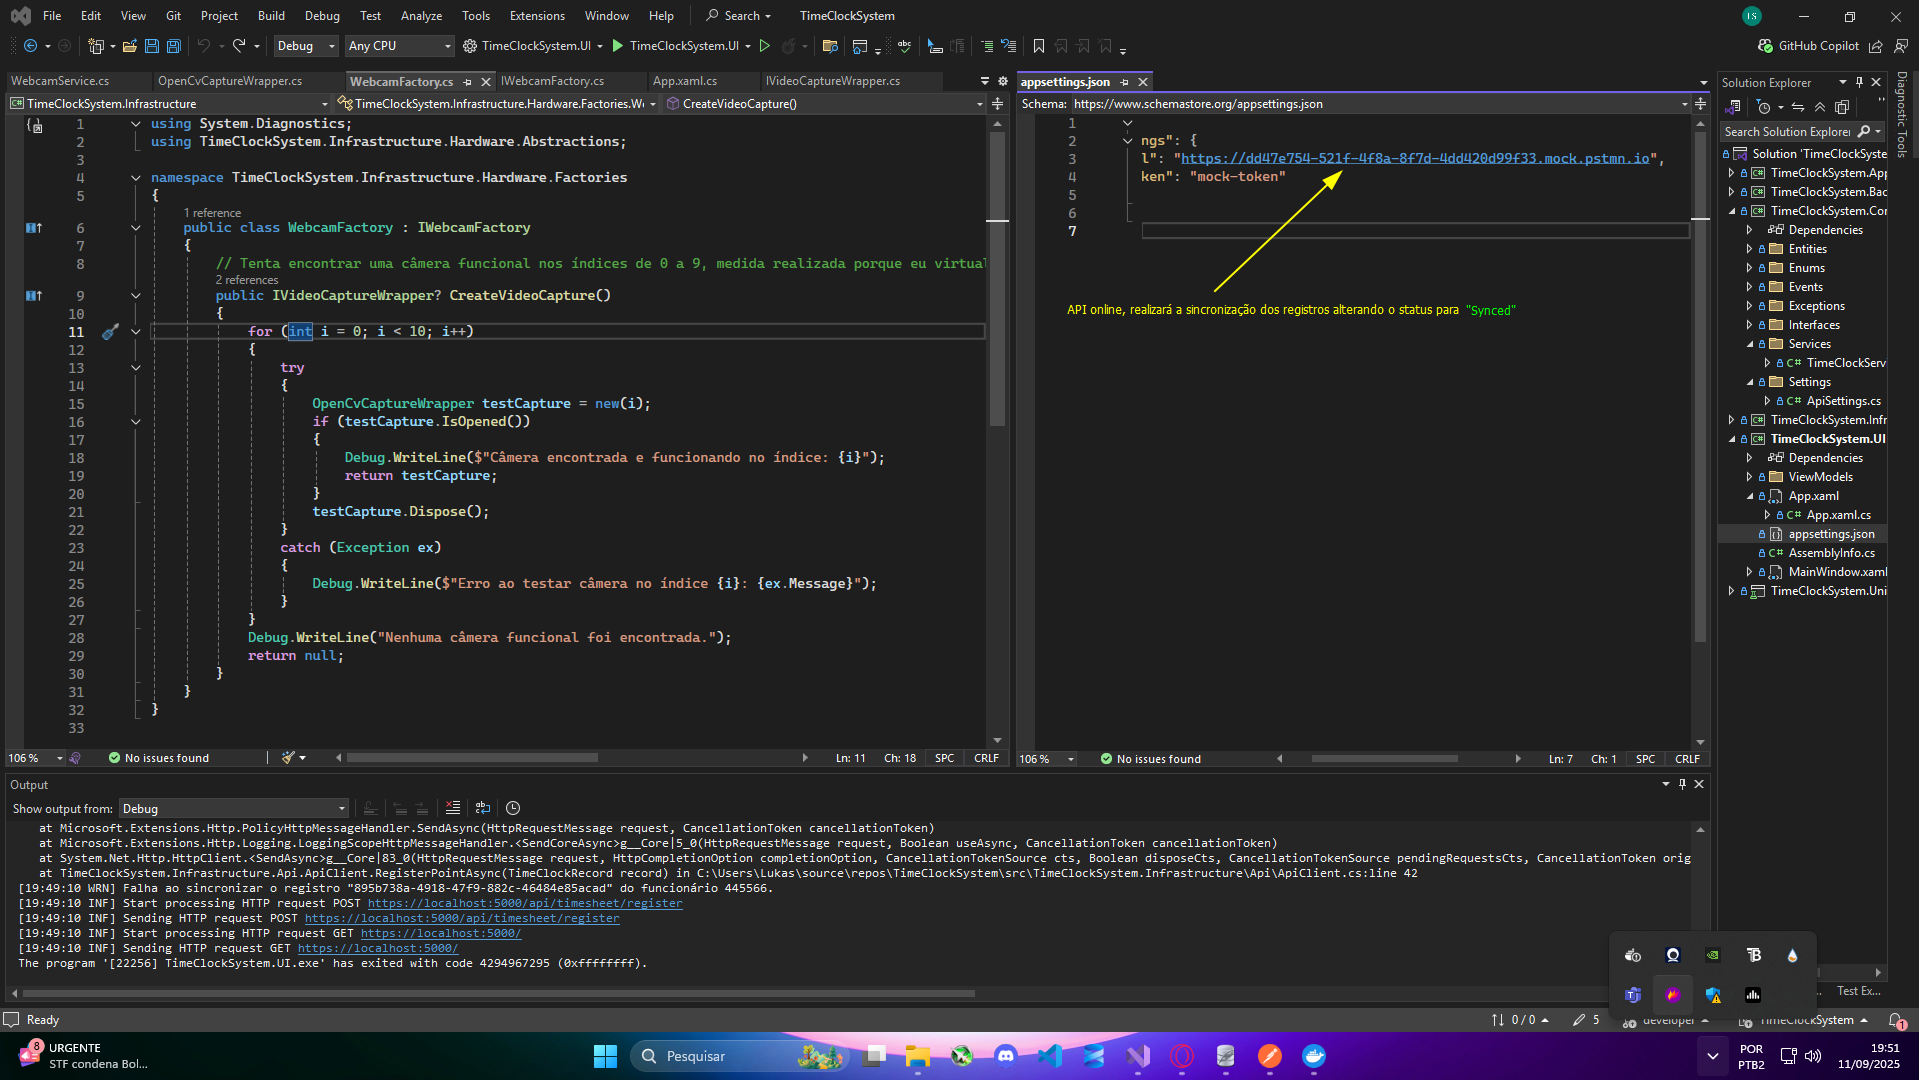 File Edit View Git Project Build Debug Test Analyze Tools Extensions Window Help Search TimeClockSystem IS
Debug Any CPU TimeClockSystem.UI TimeClockSystem.UI GitHub Copilot
WebcamService.cs OpenCvCaptureWrapper.cs WebcamFactory.cs IWebcamFactory.cs App.xaml.cs IVideoCaptureWrapper.cs
TimeClockSystem.Infrastructure TimeClockSystem.Infrastructure.Hardware.Factories.We CreateVideoCapture()
1 using System.Diagnostics;
2 using TimeClockSystem.Infrastructure.Hardware.Abstractions;
3
4 namespace TimeClockSystem.Infrastructure.Hardware.Factories
5 {
1 reference
6 public class WebcamFactory : IWebcamFactory
7 {
8 // Tenta encontrar uma câmera funcional nos índices de 0 a 9, medida realizada porque eu virtual
2 references
9 public IVideoCaptureWrapper? CreateVideoCapture()
10 {
11 for (int i = 0; i < 10; i++)
12 {
13 try
14 {
15 OpenCvCaptureWrapper testCapture = new(i);
16 if (testCapture.IsOpened())
17 {
18 Debug.WriteLine($"Câmera encontrada e funcionando no índice: {i}");
19 return testCapture;
20 }
21 testCapture.Dispose();
22 }
23 catch (Exception ex)
24 {
25 Debug.WriteLine($"Erro ao testar câmera no índice {i}: {ex.Message}");
26 }
27 }
28 Debug.WriteLine("Nenhuma câmera funcional foi encontrada.");
29 return null;
30 }
31 }
32 }
33
106 % No issues found Ln: 11 Ch: 18 SPC CRLF
appsettings.json
Schema: https://www.schemastore.org/appsettings.json
1
2 ngs": {
3 l": "https://dd47e754-521f-4f8a-8f7d-4dd420d99f33.mock.pstmn.io",
4 ken": "mock-token"
5
6
7
API online, realizará a sincronização dos registros alterando o status para "Synced"
106 % No issues found Ln: 7 Ch: 1 SPC CRLF
Solution Explorer
Search Solution Explorer
Solution 'TimeClockSyste
TimeClockSystem.App
TimeClockSystem.Bac
TimeClockSystem.Cor
Dependencies
Entities
Enums
Events
Exceptions
Interfaces
Services
C# TimeClockServ
Settings
C# ApiSettings.cs
TimeClockSystem.Infr
TimeClockSystem.UI
Dependencies
ViewModels
App.xaml
C# App.xaml.cs
appsettings.json
C# AssemblyInfo.cs
MainWindow.xaml
TimeClockSystem.Uni
Diagnostic Tools
Output
Show output from: Debug
at Microsoft.Extensions.Http.PolicyHttpMessageHandler.SendAsync(HttpRequestMessage request, CancellationToken cancellationToken)
at Microsoft.Extensions.Http.Logging.LoggingScopeHttpMessageHandler.<SendCoreAsync>g__Core|5_0(HttpRequestMessage request, Boolean useAsync, CancellationToken cancellationToken)
at System.Net.Http.HttpClient.<SendAsync>g__Core|83_0(HttpRequestMessage request, HttpCompletionOption completionOption, CancellationTokenSource cts, Boolean disposeCts, CancellationTokenSource pendingRequestsCts, CancellationToken orig
at TimeClockSystem.Infrastructure.Api.ApiClient.RegisterPointAsync(TimeClockRecord record) in C:\Users\Lukas\source\repos\TimeClockSystem\src\TimeClockSystem.Infrastructure\Api\ApiClient.cs:line 42
[19:49:10 WRN] Falha ao sincronizar o registro "895b738a-4918-47f9-882c-46484e85acad" do funcionário 445566.
[19:49:10 INF] Start processing HTTP request POST https://localhost:5000/api/timesheet/register
[19:49:10 INF] Sending HTTP request POST https://localhost:5000/api/timesheet/register
[19:49:10 INF] Start processing HTTP request GET https://localhost:5000/
[19:49:10 INF] Sending HTTP request GET https://localhost:5000/
The program '[22256] TimeClockSystem.UI.exe' has exited with code 4294967295 (0xffffffff).
Test Ex...
Ready 0 / 0 5 developer TimeClockSystem 1
8 URGENTE
STF condena Bol...
Pesquisar
POR
PTB2
19:51
11/09/2025